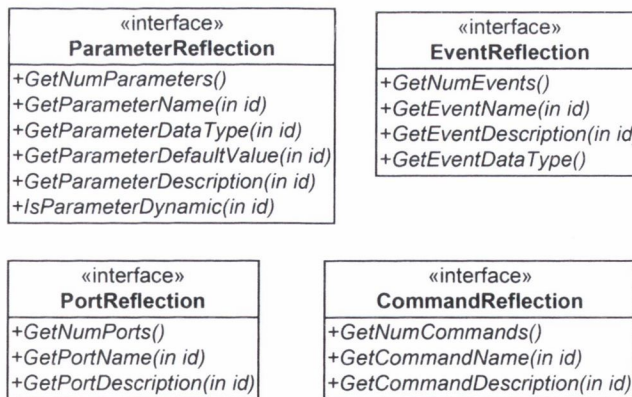 «interface»
ParameterReflection
+GetNumParameters()
+GetParameterName(in id)
+GetParameterDataType(in id)
+GetParameterDefaultValue(in id)
+GetParameterDescription(in id)
+IsParameterDynamic(in id)
«interface»
EventReflection
+GetNumEvents()
+GetEventName(in id)
+GetEventDescription(in id
+GetEventDataType()
«interface»
PortReflection
+GetNumPorts()
+GetPortName(in id)
+GetPortDescription(in id)
«interface»
CommandReflection
+GetNumCommands()
+GetCommandName(in id)
+GetCommandDescription(in id)